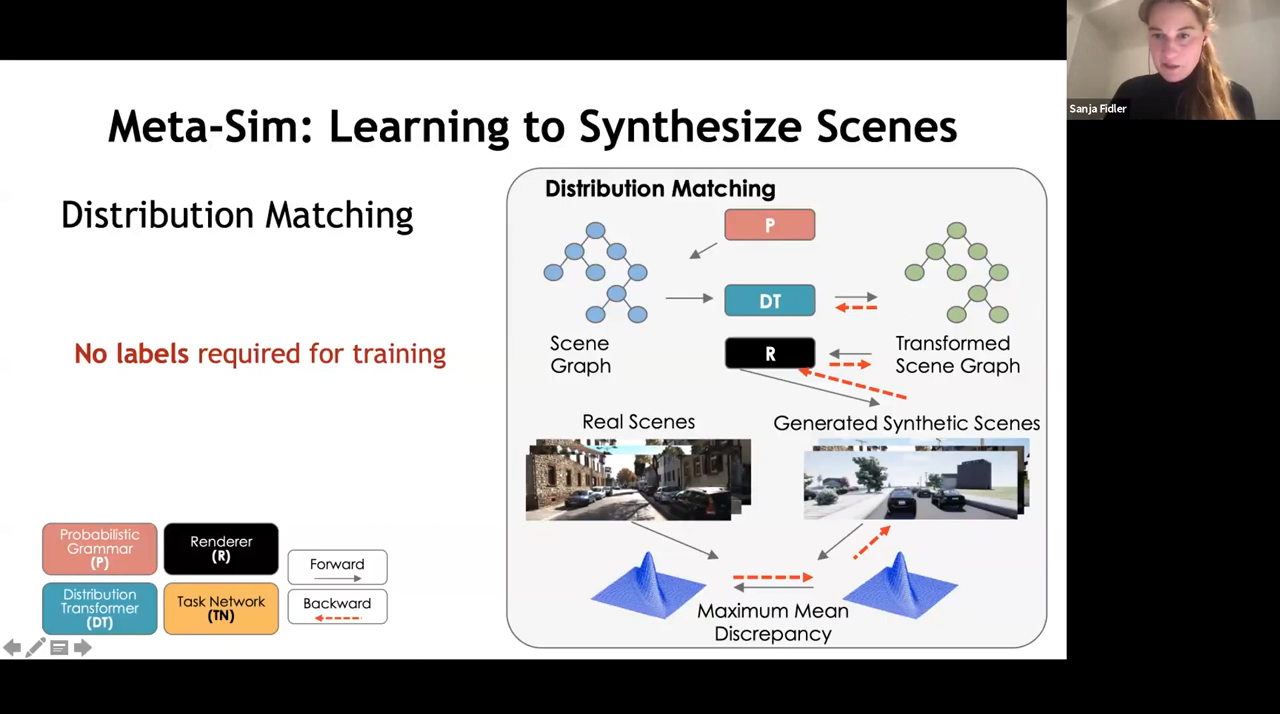 Sanja Fidler
Meta-Sim: Learning to Synthesize Scenes
Distribution Matching
No labels required for training
Distribution Matching
P
DT
R
Scene
Graph
Transformed
Scene Graph
Real Scenes
Generated Synthetic Scenes
Maximum Mean
Discrepancy
Probabilistic
Grammar
(P)
Renderer
(R)
Distribution
Transformer
(DT)
Task Network
(TN)
Forward
Backward